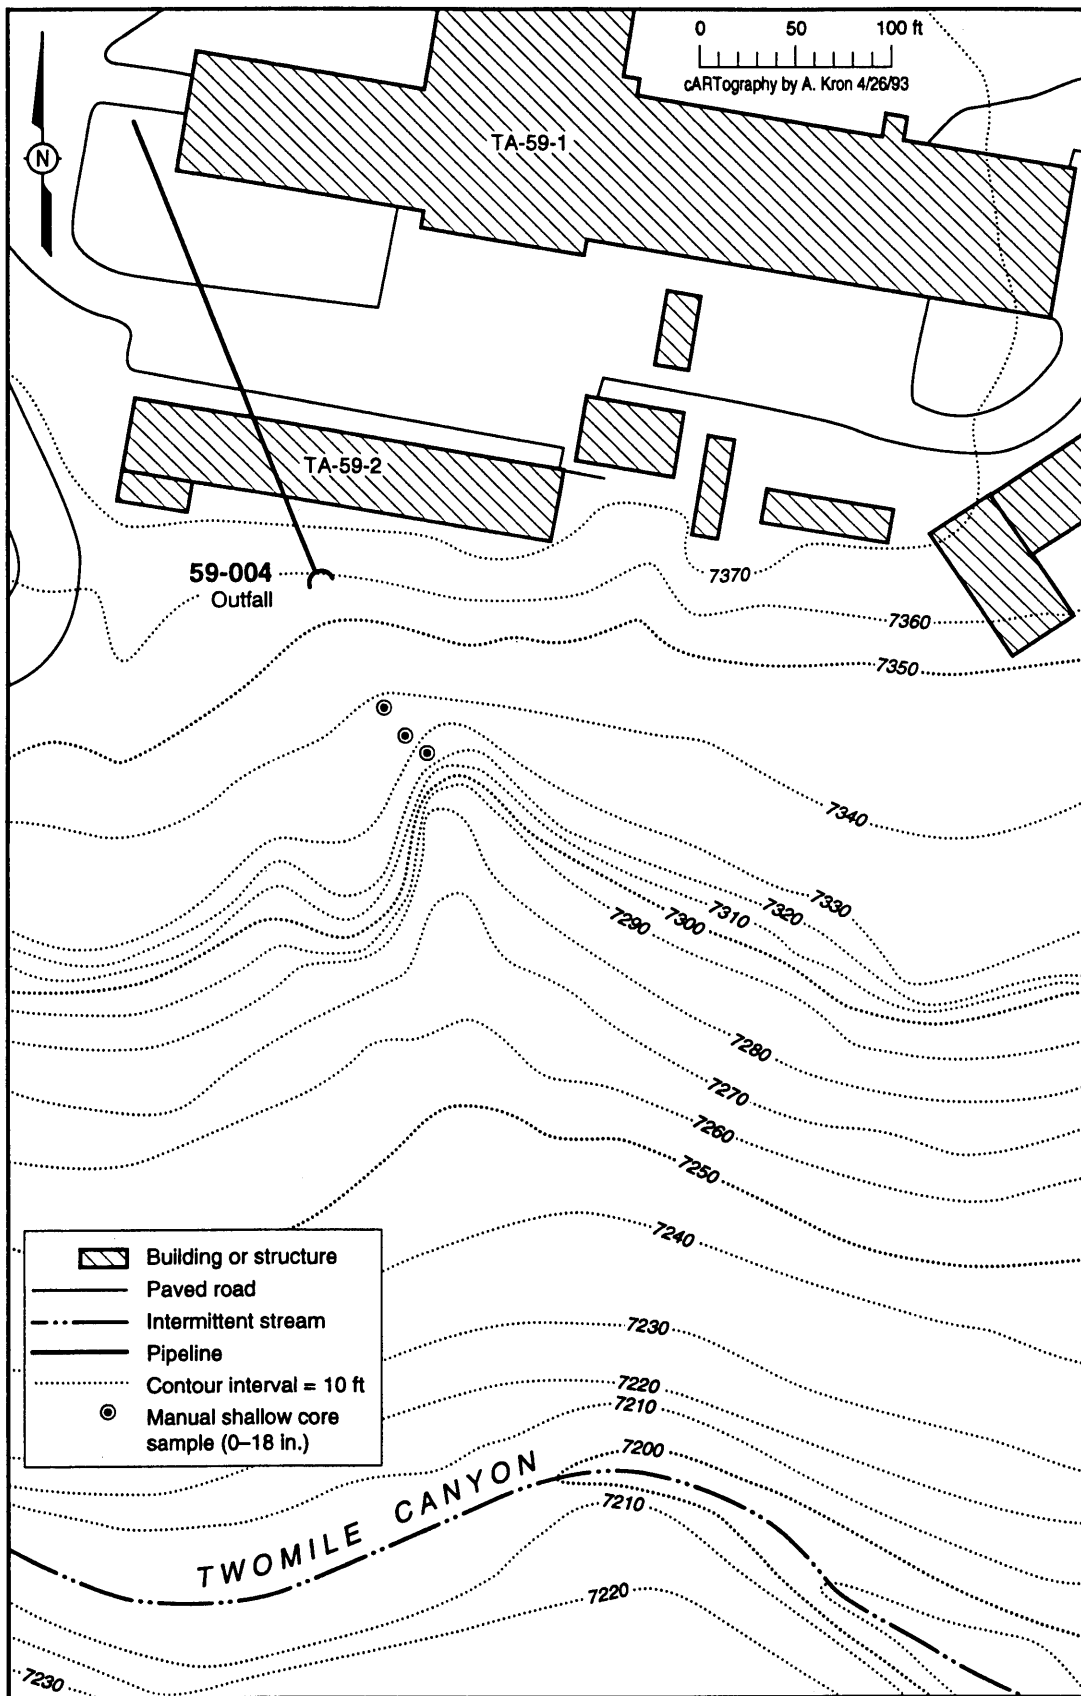 0 50 100 ft
cARTography by A. Kron 4/26/93
N
TA-59-1
TA-59-2
59-004
Outfall
7370
7360
7350
7340
7330
7320
7310
7300
7290
7280
7270
7260
7250
7240
7230
7220
7210
7200
7210
7220
7230
TWOMILE CANYON
Building or structure
Paved road
Intermittent stream
Pipeline
Contour interval = 10 ft
Manual shallow core
sample (0–18 in.)